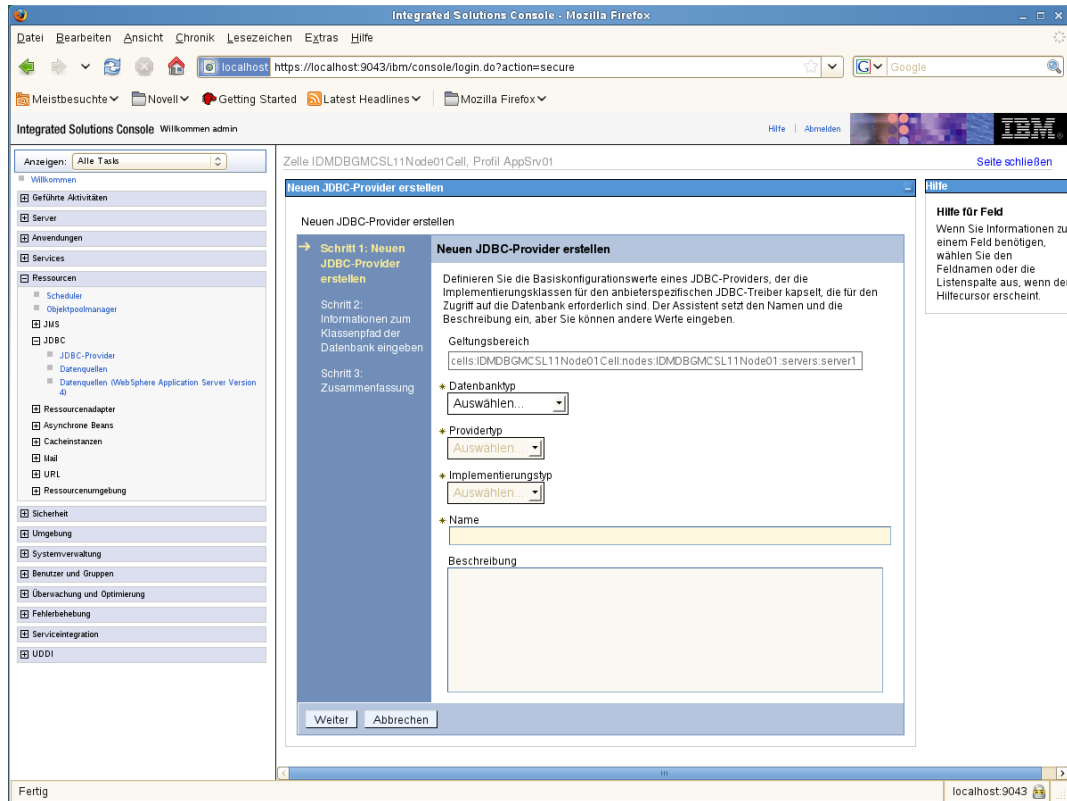 Integrated Solutions Console - Mozilla Firefox
Datei Bearbeiten Ansicht Chronik Lesezeichen Extras Hilfe
localhost https://localhost:9043/ibm/console/login.do?action=secure
G Google
Meistbesuchte Novell Getting Started Latest Headlines Mozilla Firefox
Integrated Solutions Console Willkommen admin
Hilfe | Abmelden
IBM.
Anzeigen: Alle Tasks
Willkommen
Geführte Aktivitäten
Server
Anwendungen
Services
Ressourcen
Scheduler
Objektpoolmanager
JMS
JDBC
JDBC-Provider
Datenquellen
Datenquellen (WebSphere Application Server Version
4)
Ressourcenadapter
Asynchrone Beans
Cacheinstanzen
Mail
URL
Ressourcenumgebung
Sicherheit
Umgebung
Systemverwaltung
Benutzer und Gruppen
Überwachung und Optimierung
Fehlerbehebung
Serviceintegration
UDDI
Zelle IDMDBGMCSL11Node01Cell, Profil AppSrv01
Seite schließen
Neuen JDBC-Provider erstellen
Neuen JDBC-Provider erstellen
Schritt 1: Neuen
JDBC-Provider
erstellen
Schritt 2:
Informationen zum
Klassenpfad der
Datenbank eingeben
Schritt 3:
Zusammenfassung
Neuen JDBC-Provider erstellen
Definieren Sie die Basiskonfigurationswerte eines JDBC-Providers, der die
Implementierungsklassen für den anbieterspezifischen JDBC-Treiber kapselt, die für den
Zugriff auf die Datenbank erforderlich sind. Der Assistent setzt den Namen und die
Beschreibung ein, aber Sie können andere Werte eingeben.
Geltungsbereich
cells:IDMDBGMCSL11Node01Cell:nodes:IDMDBGMCSL11Node01:servers:server1
* Datenbanktyp
Auswählen...
* Providertyp
Auswählen...
* Implementierungstyp
Auswählen...
* Name
Beschreibung
Weiter Abbrechen
Hilfe
Hilfe für Feld
Wenn Sie Informationen zu
einem Feld benötigen,
wählen Sie den
Feldnamen oder die
Listenspalte aus, wenn der
Hilfecursor erscheint.
Fertig
localhost:9043